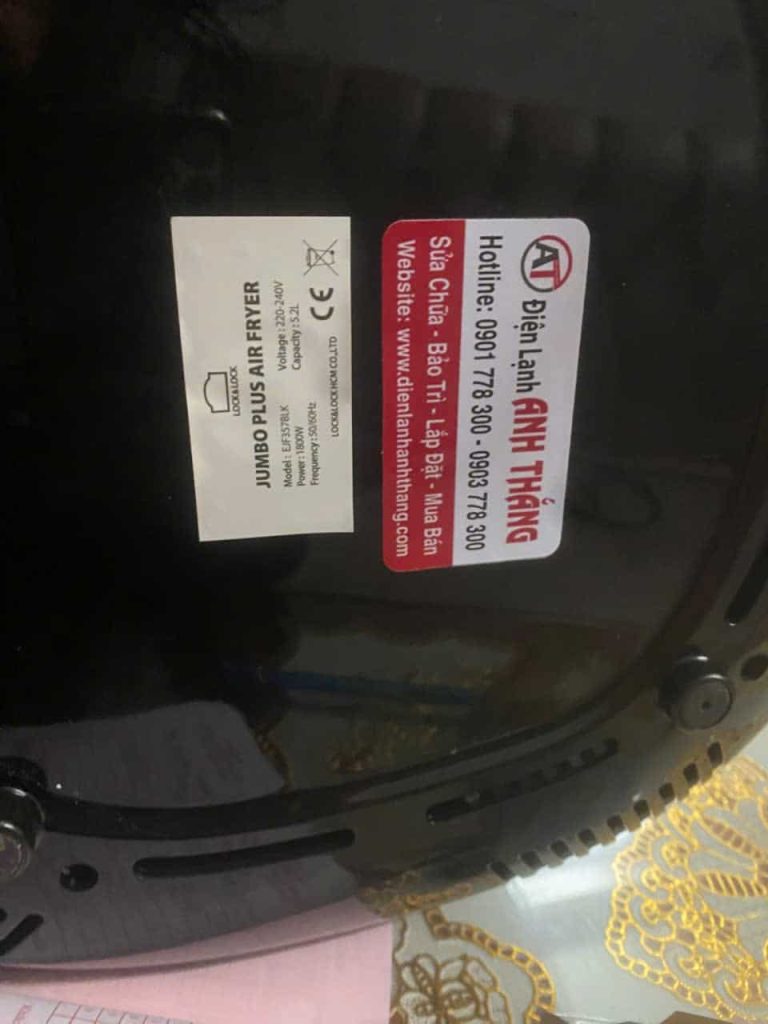 LOCK&LOCK
JUMBO PLUS AIR FRYER
Model : EJF357BLK
Voltage : 220-240V
Power : 1800W
Capacity : 5.2L
Frequency : 50/60Hz
CE
LOCK&LOCK HCM CO.,LTD
AT Điện Lạnh ANH THẮNG
Hotline: 0901 778 300 - 0903 778 300
Sửa Chữa - Bảo Trì - Lắp Đặt - Mua Bán
Website: www.dienlanhanhthang.com